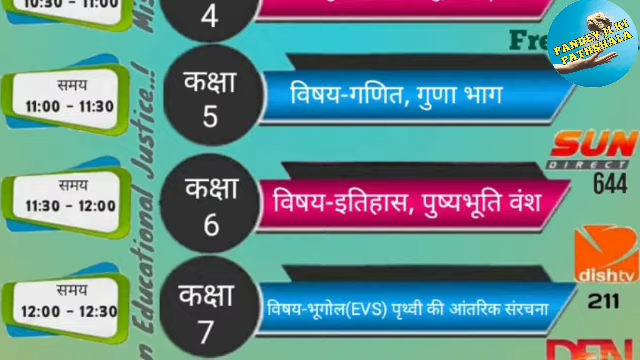 10:30 - 11:00
4
Fre
PANDEY JI KI
PATHSHALA
समय
11:00 - 11:30
कक्षा
5
विषय-गणित, गुणा भाग
SUN
DIRECT
644
समय
11:30 - 12:00
कक्षा
6
विषय-इतिहास, पुष्यभूति वंश
dishtv
211
समय
12:00 - 12:30
कक्षा
7
विषय-भूगोल(EVS) पृथ्वी की आंतरिक संरचना
DEN
n Educational Justice...! Mis